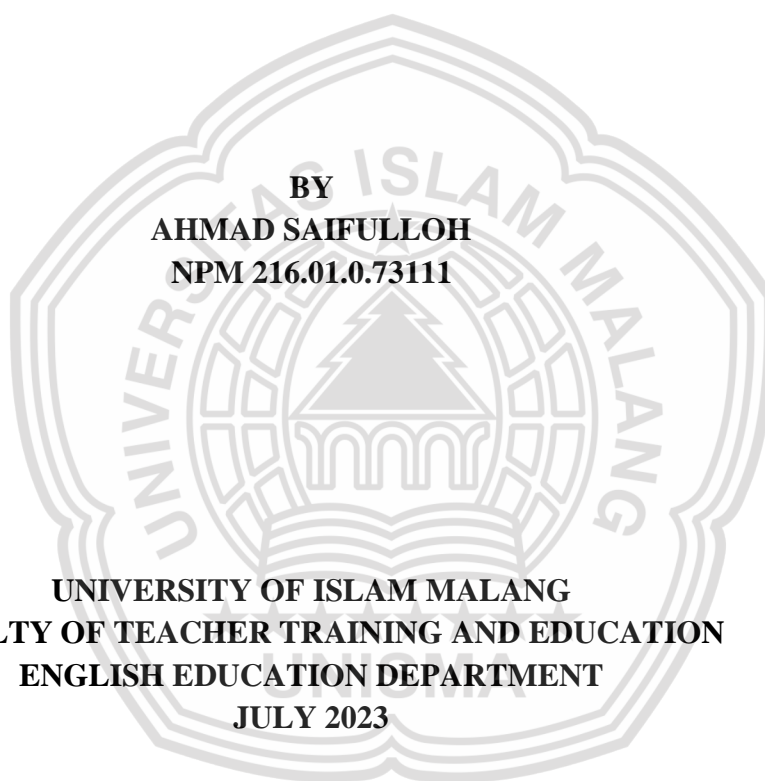 BY
AHMAD SAIFULLOH
NPM 216.01.0.73111
UNIVERSITAS ISLAM MALANG
UNIVERSITY OF ISLAM MALANG
LTY OF TEACHER TRAINING AND EDUCATION
ENGLISH EDUCATION DEPARTMENT
UNISMA
JULY 2023